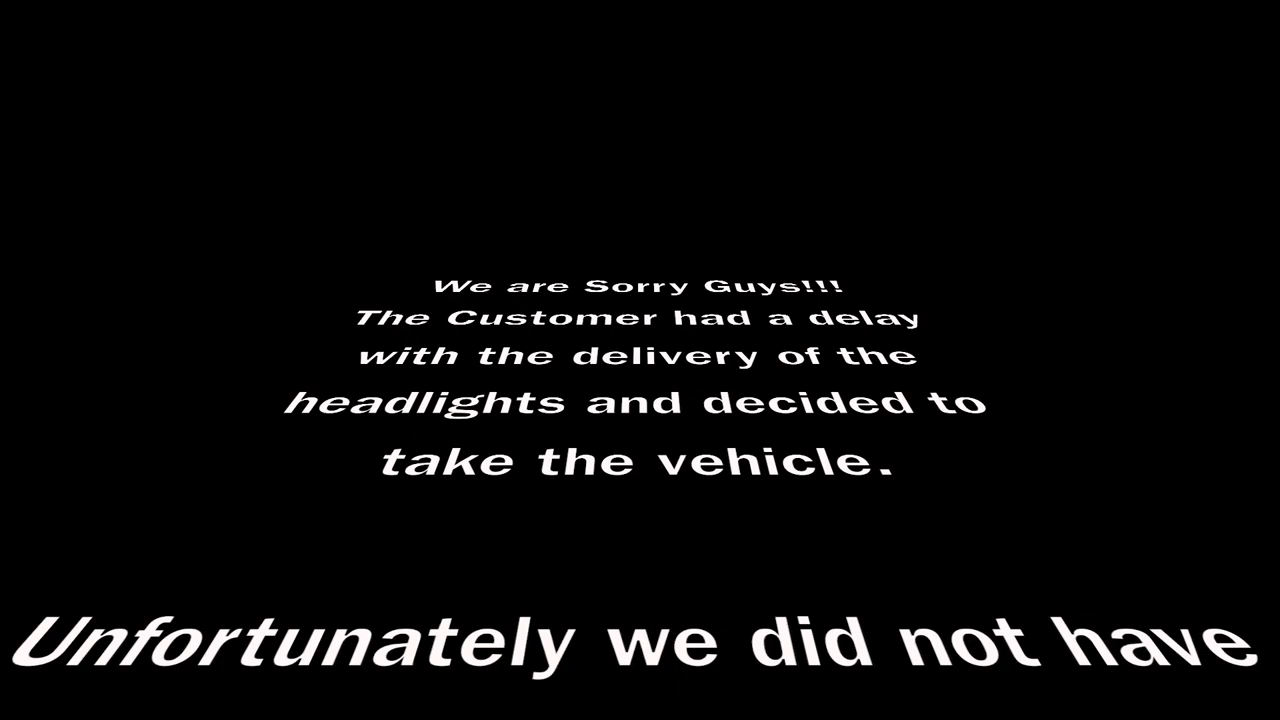 We are Sorry Guys!!!
The Customer had a delay
with the delivery of the
headlights and decided to
take the vehicle.
Unfortunately we did not have